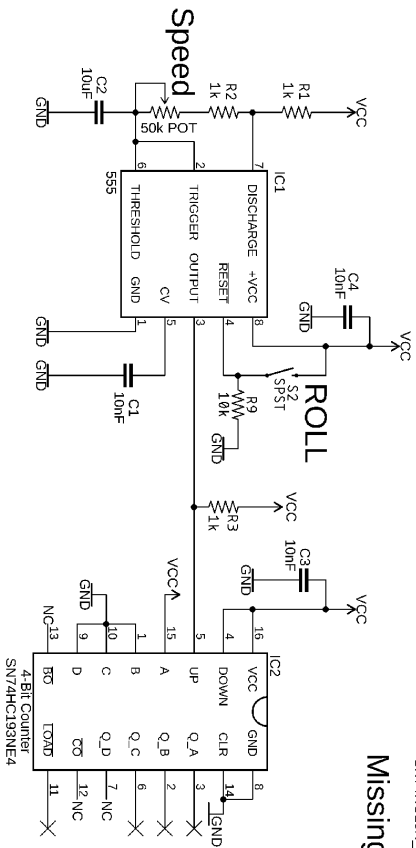 Missing
Speed
ROLL
VCC
R1
1k
R2
1k
50k POT
C2
10uF
GND
IC1
555
7
2
6
DISCHARGE
TRIGGER
THRESHOLD
+VCC
RESET
OUTPUT
CV
GND
8
4
3
5
1
VCC
C4
10nF
GND
S2
SPST
R9
10k
GND
C1
10nF
GND
GND
VCC
R3
1k
VCC
C3
10nF
GND
VCC
GND
NC
IC2
4-Bit Counter
SN74HC193NE4
16
4
5
15
1
10
9
13
VCC
DOWN
UP
A
B
C
D
BO
GND
CLR
Q_A
Q_B
Q_C
Q_D
CO
LOAD
8
14
3
2
6
7
12
11
GND
NC
NC